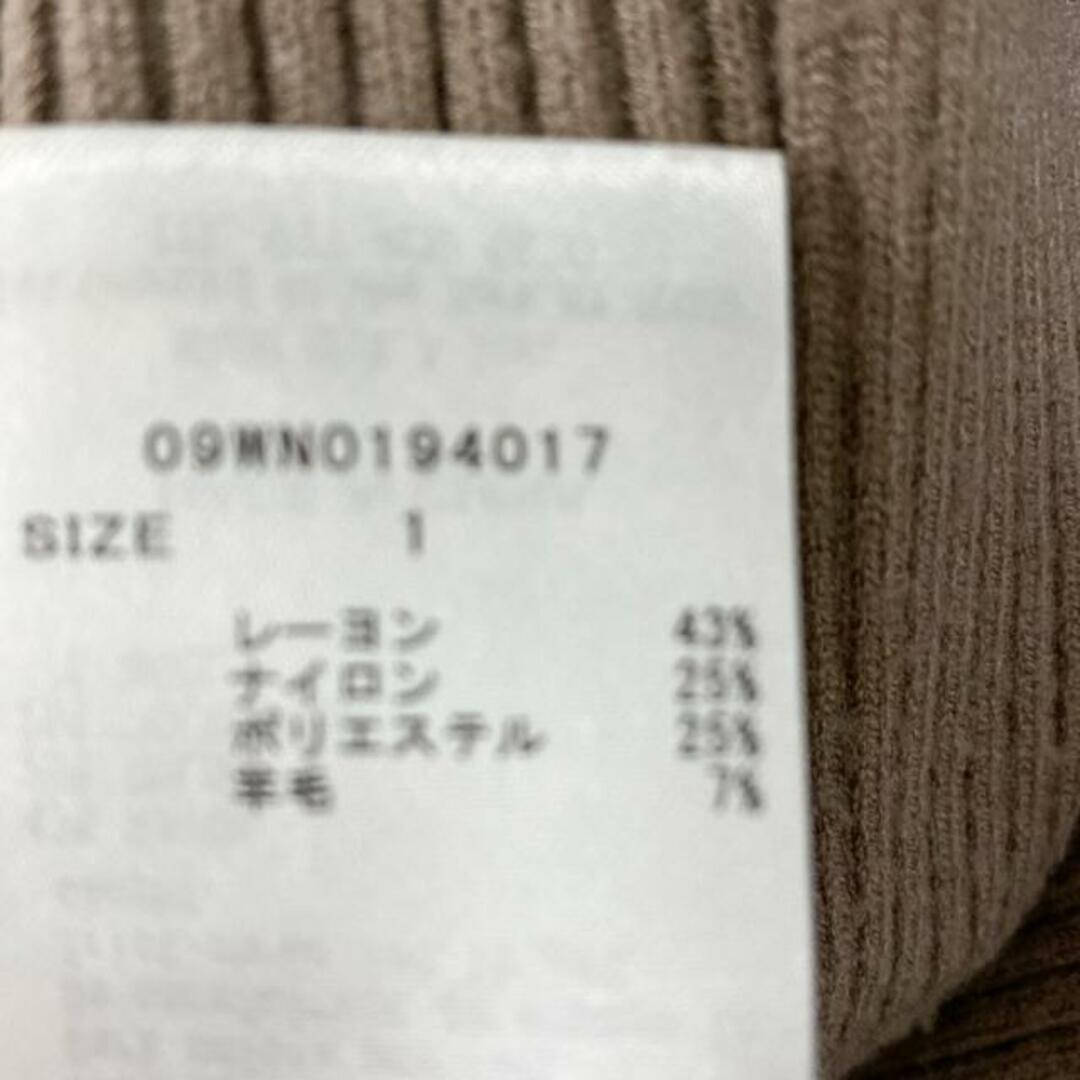 09WN0194017
SIZE 1
レーヨン 43%
ナイロン 25%
ポリエステル 25%
羊毛 7%